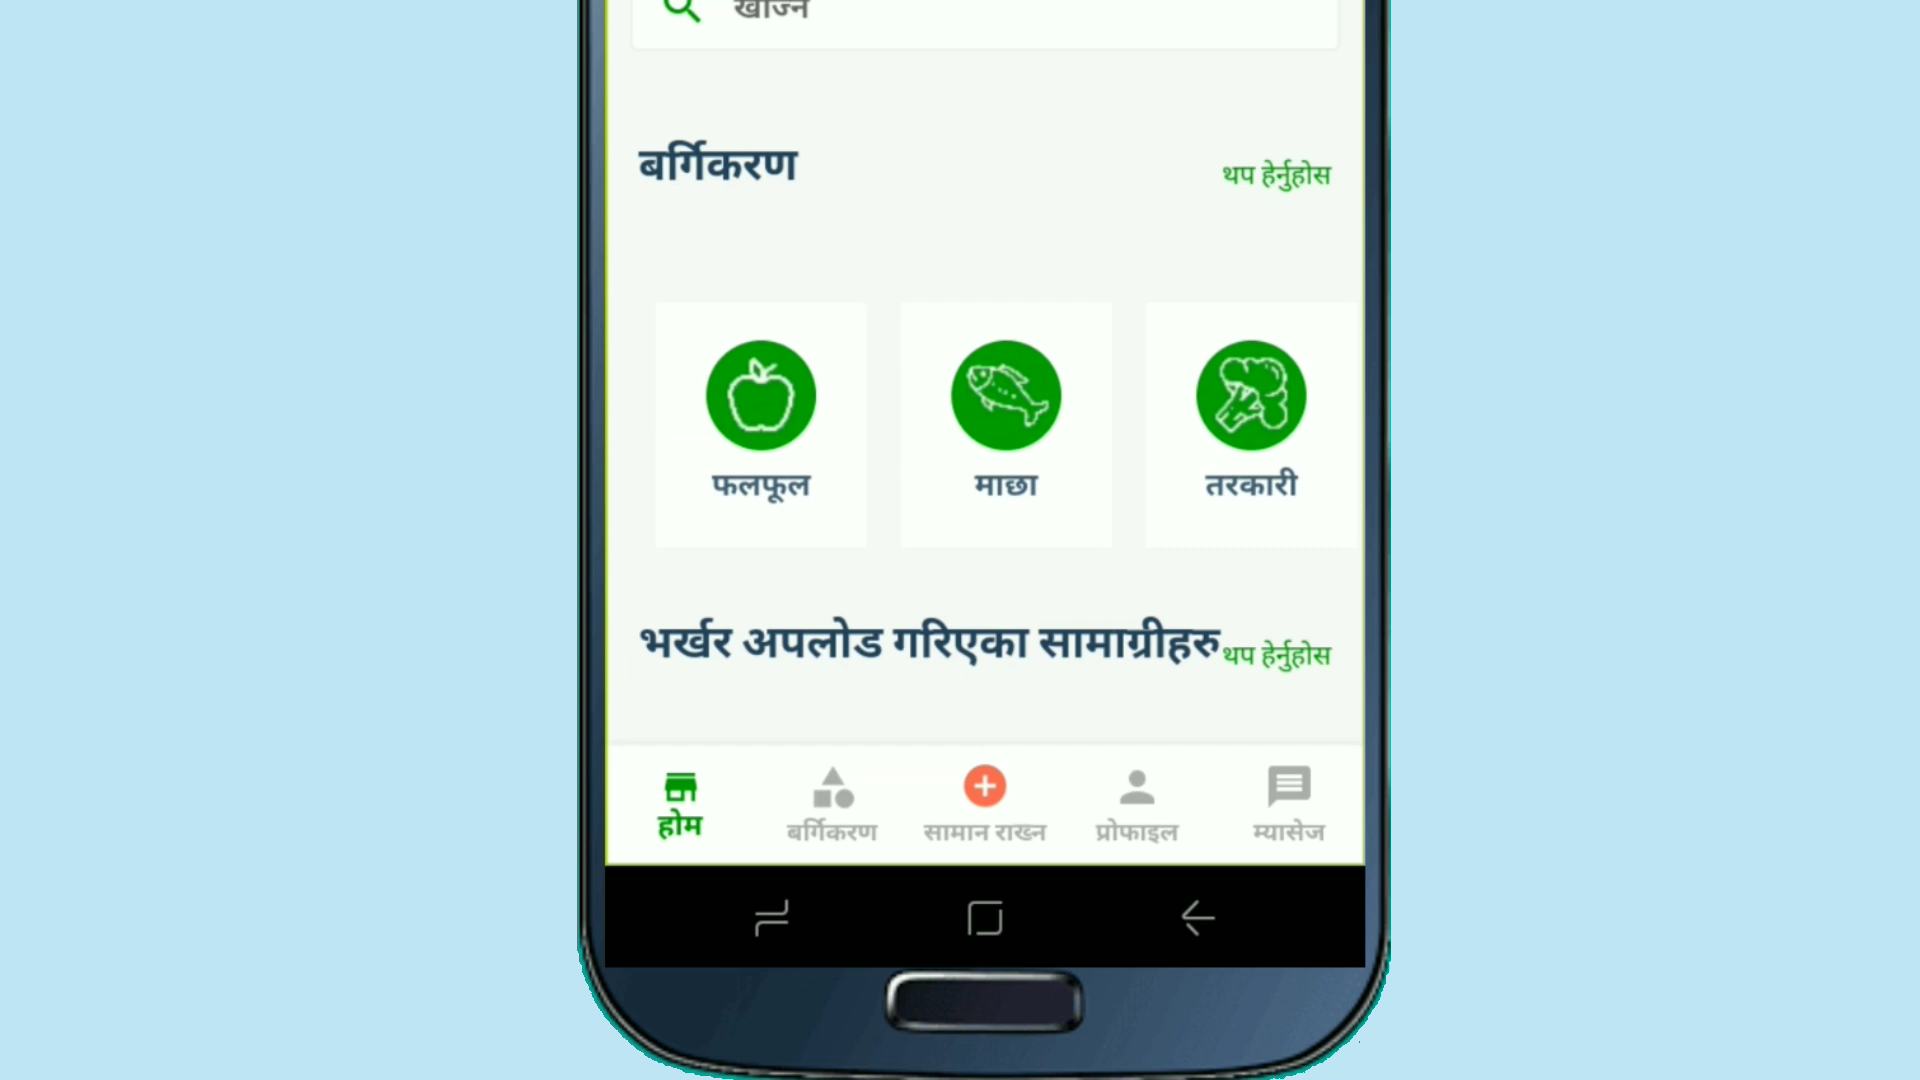 खोज्न
बर्गिकरण
थप हेर्नुहोस
फलफूल
माछा
तरकारी
भर्खर अपलोड गरिएका सामाग्रीहरु
थप हेर्नुहोस
होम
बर्गिकरण
सामान राख्न
प्रोफाइल
म्यासेज